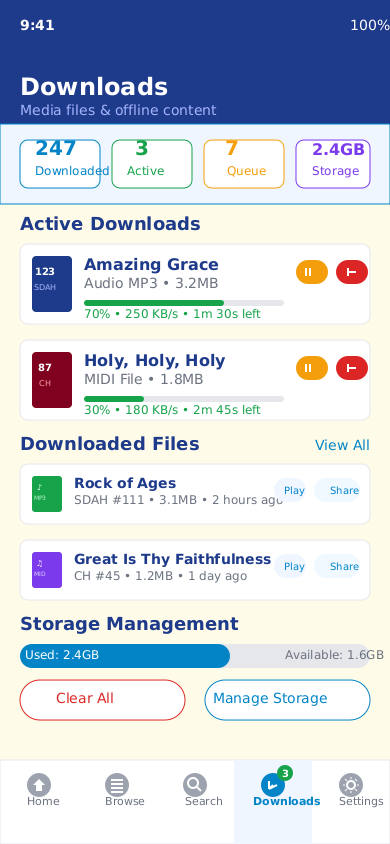 9:41 100%
Downloads
Media files & offline content
247 3 7 2.4GB
Downloaded Active Queue Storage
Active Downloads
123
SDAH
Amazing Grace
Audio MP3 • 3.2MB
70% • 250 KB/s • 1m 30s left
87
CH
Holy, Holy, Holy
MIDI File • 1.8MB
30% • 180 KB/s • 2m 45s left
Downloaded Files View All
♪
MP3
Rock of Ages
SDAH #111 • 3.1MB • 2 hours ago
Play Share
♫
MID
Great Is Thy Faithfulness
CH #45 • 1.2MB • 1 day ago
Play Share
Storage Management
Used: 2.4GB Available: 1.6GB
Clear All Manage Storage
3
Home Browse Search Downloads Settings